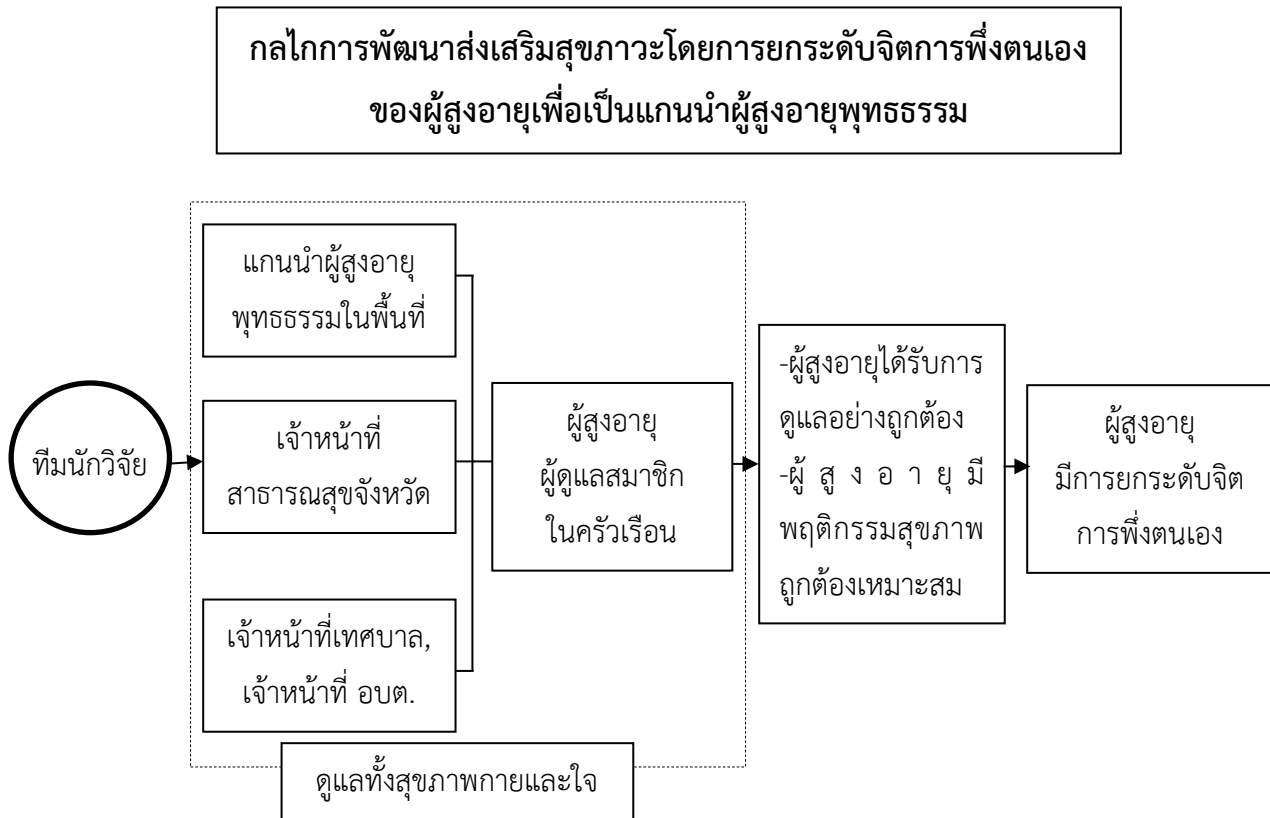 กลไกการพัฒนาส่งเสริมสุขภาวะโดยการยกระดับจิตการพึ่งตนเอง
ของผู้สูงอายุเพื่อเป็นแกนนำผู้สูงอายุพุทธธรรม
ทีมนักวิจัย
แกนนำผู้สูงอายุ
พุทธธรรมในพื้นที่
เจ้าหน้าที่
สาธารณสุขจังหวัด
เจ้าหน้าที่เทศบาล,
เจ้าหน้าที่ อบต.
ผู้สูงอายุ
ผู้ดูแลสมาชิก
ในครัวเรือน
-ผู้สูงอายุได้รับการ
ดูแลอย่างถูกต้อง
-ผู้ สู ง อ า ยุ มี
พฤติกรรมสุขภาพ
ถูกต้องเหมาะสม
ผู้สูงอายุ
มีการยกระดับจิต
การพึ่งตนเอง
ดูแลทั้งสุขภาพกายและใจ